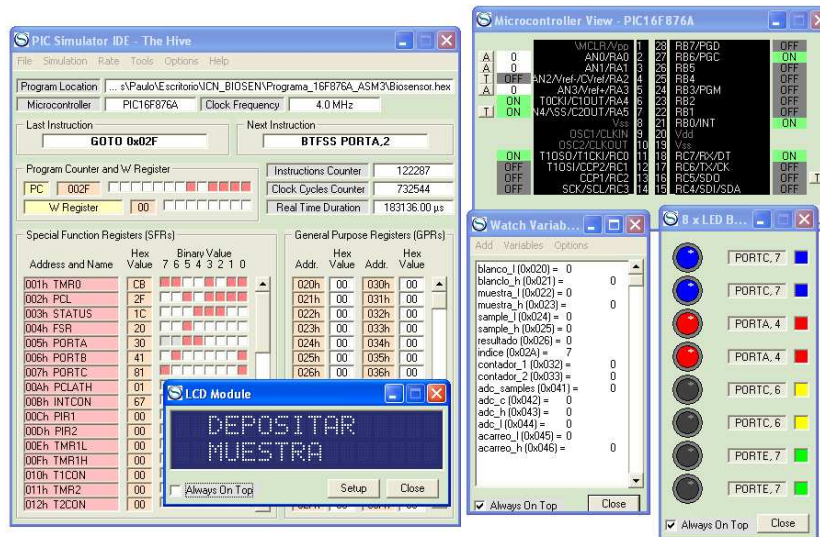 PIC Simulator IDE - The Hive
File Simulation Rate Tools Options Help
Program Location ... s\Paulo\Escritorio\ICN_BIOSEN\Programa_16F876A_ASM3\Biosensor.hex
Microcontroller PIC16F876A Clock Frequency 4.0 MHz
Last Instruction Next Instruction
GOTO 0x02F BTFSS PORTA,2
Program Counter and W Register
PC 002F
W Register 00
Instructions Counter 122287
Clock Cycles Counter 732544
Real Time Duration 183136.00 µs
Special Function Registers (SFRs)
Hex Binary Value
Address and Name Value 7 6 5 4 3 2 1 0
001h TMR0 CB
002h PCL 2F
003h STATUS 1C
004h FSR 20
005h PORTA 30
006h PORTB 41
007h PORTC 81
00Ah PCLATH 01
00Bh INTCON 67
00Ch PIR1 00
00Dh PIR2 00
00Eh TMR1L 00
00Fh TMR1H 00
010h T1CON 00
011h TMR2 00
012h T2CON 00
General Purpose Registers (GPRs)
Hex Hex
Addr. Value Addr. Value
020h 00 030h 00
021h 00 031h 00
022h 00 032h 00
023h 00 033h 00
024h 00 034h 00
025h 00 035h 00
026h 00 036h 00
LCD Module
DEPOSITAR
MUESTRA
Always On Top Setup Close
Microcontroller View - PIC16F876A
\MCLR/Vpp 1 28 RB7/PGD OFF
A 0 AN0/RA0 2 27 RB6/PGC ON
A 0 AN1/RA1 3 26 RB5 OFF
T OFF AN2/Vref-/CVref/RA2 4 25 RB4 OFF
A 0 AN3/Vref+/RA3 5 24 RB3/PGM OFF
ON T0CKI/C1OUT/RA4 6 23 RB2 OFF
T ON N4/\SS/C2OUT/RA5 7 22 RB1 OFF
Vss 8 21 RB0/INT ON
OSC1/CLKIN 9 20 Vdd
OSC2/CLKOUT 10 19 Vss
ON T1OSO/T1CKI/RC0 11 18 RC7/RX/DT ON
OFF T1OSI/CCP2/RC1 12 17 RC6/TX/CK OFF
OFF CCP1/RC2 13 16 RC5/SDO OFF
OFF SCK/SCL/RC3 14 15 RC4/SDI/SDA OFF
Watch Variab...
Add Variables Options
blanco_l (0x020) = 0
blanclo_h (0x021) = 0
muestra_l (0x022) = 0
muestra_h (0x023) = 0
sample_l (0x024) = 0
sample_h (0x025) = 0
resultado (0x026) = 0
indice (0x02A) = 7
contador_1 (0x032) = 0
contador_2 (0x033) = 0
adc_samples (0x041) = 0
adc_c (0x042) = 0
adc_h (0x043) = 0
adc_l (0x044) = 0
acarreo_l (0x045) = 0
acarreo_h (0x046) = 0
Always On Top Close
8 x LED B...
PORTC, 7
PORTC, 7
PORTA, 4
PORTA, 4
PORTC, 6
PORTC, 6
PORTE, 7
PORTE, 7
Always On Top Close